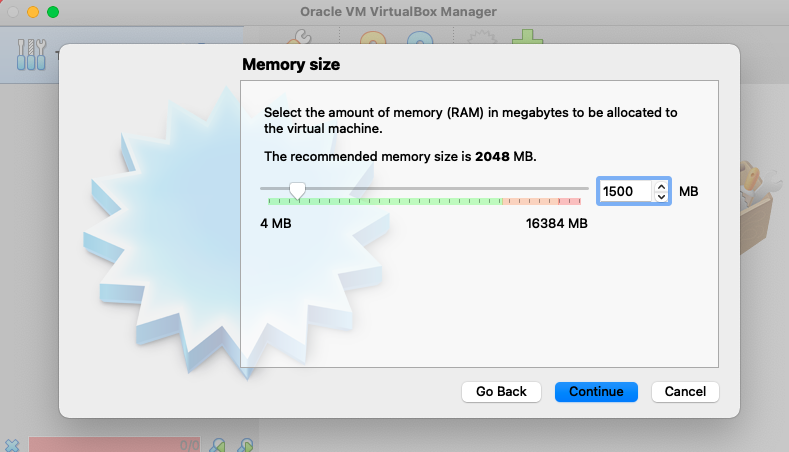 Oracle VM VirtualBox Manager
Memory size
Select the amount of memory (RAM) in megabytes to be allocated to
the virtual machine.
The recommended memory size is 2048 MB.
1500 MB
4 MB 16384 MB
Go Back Continue Cancel
0/0